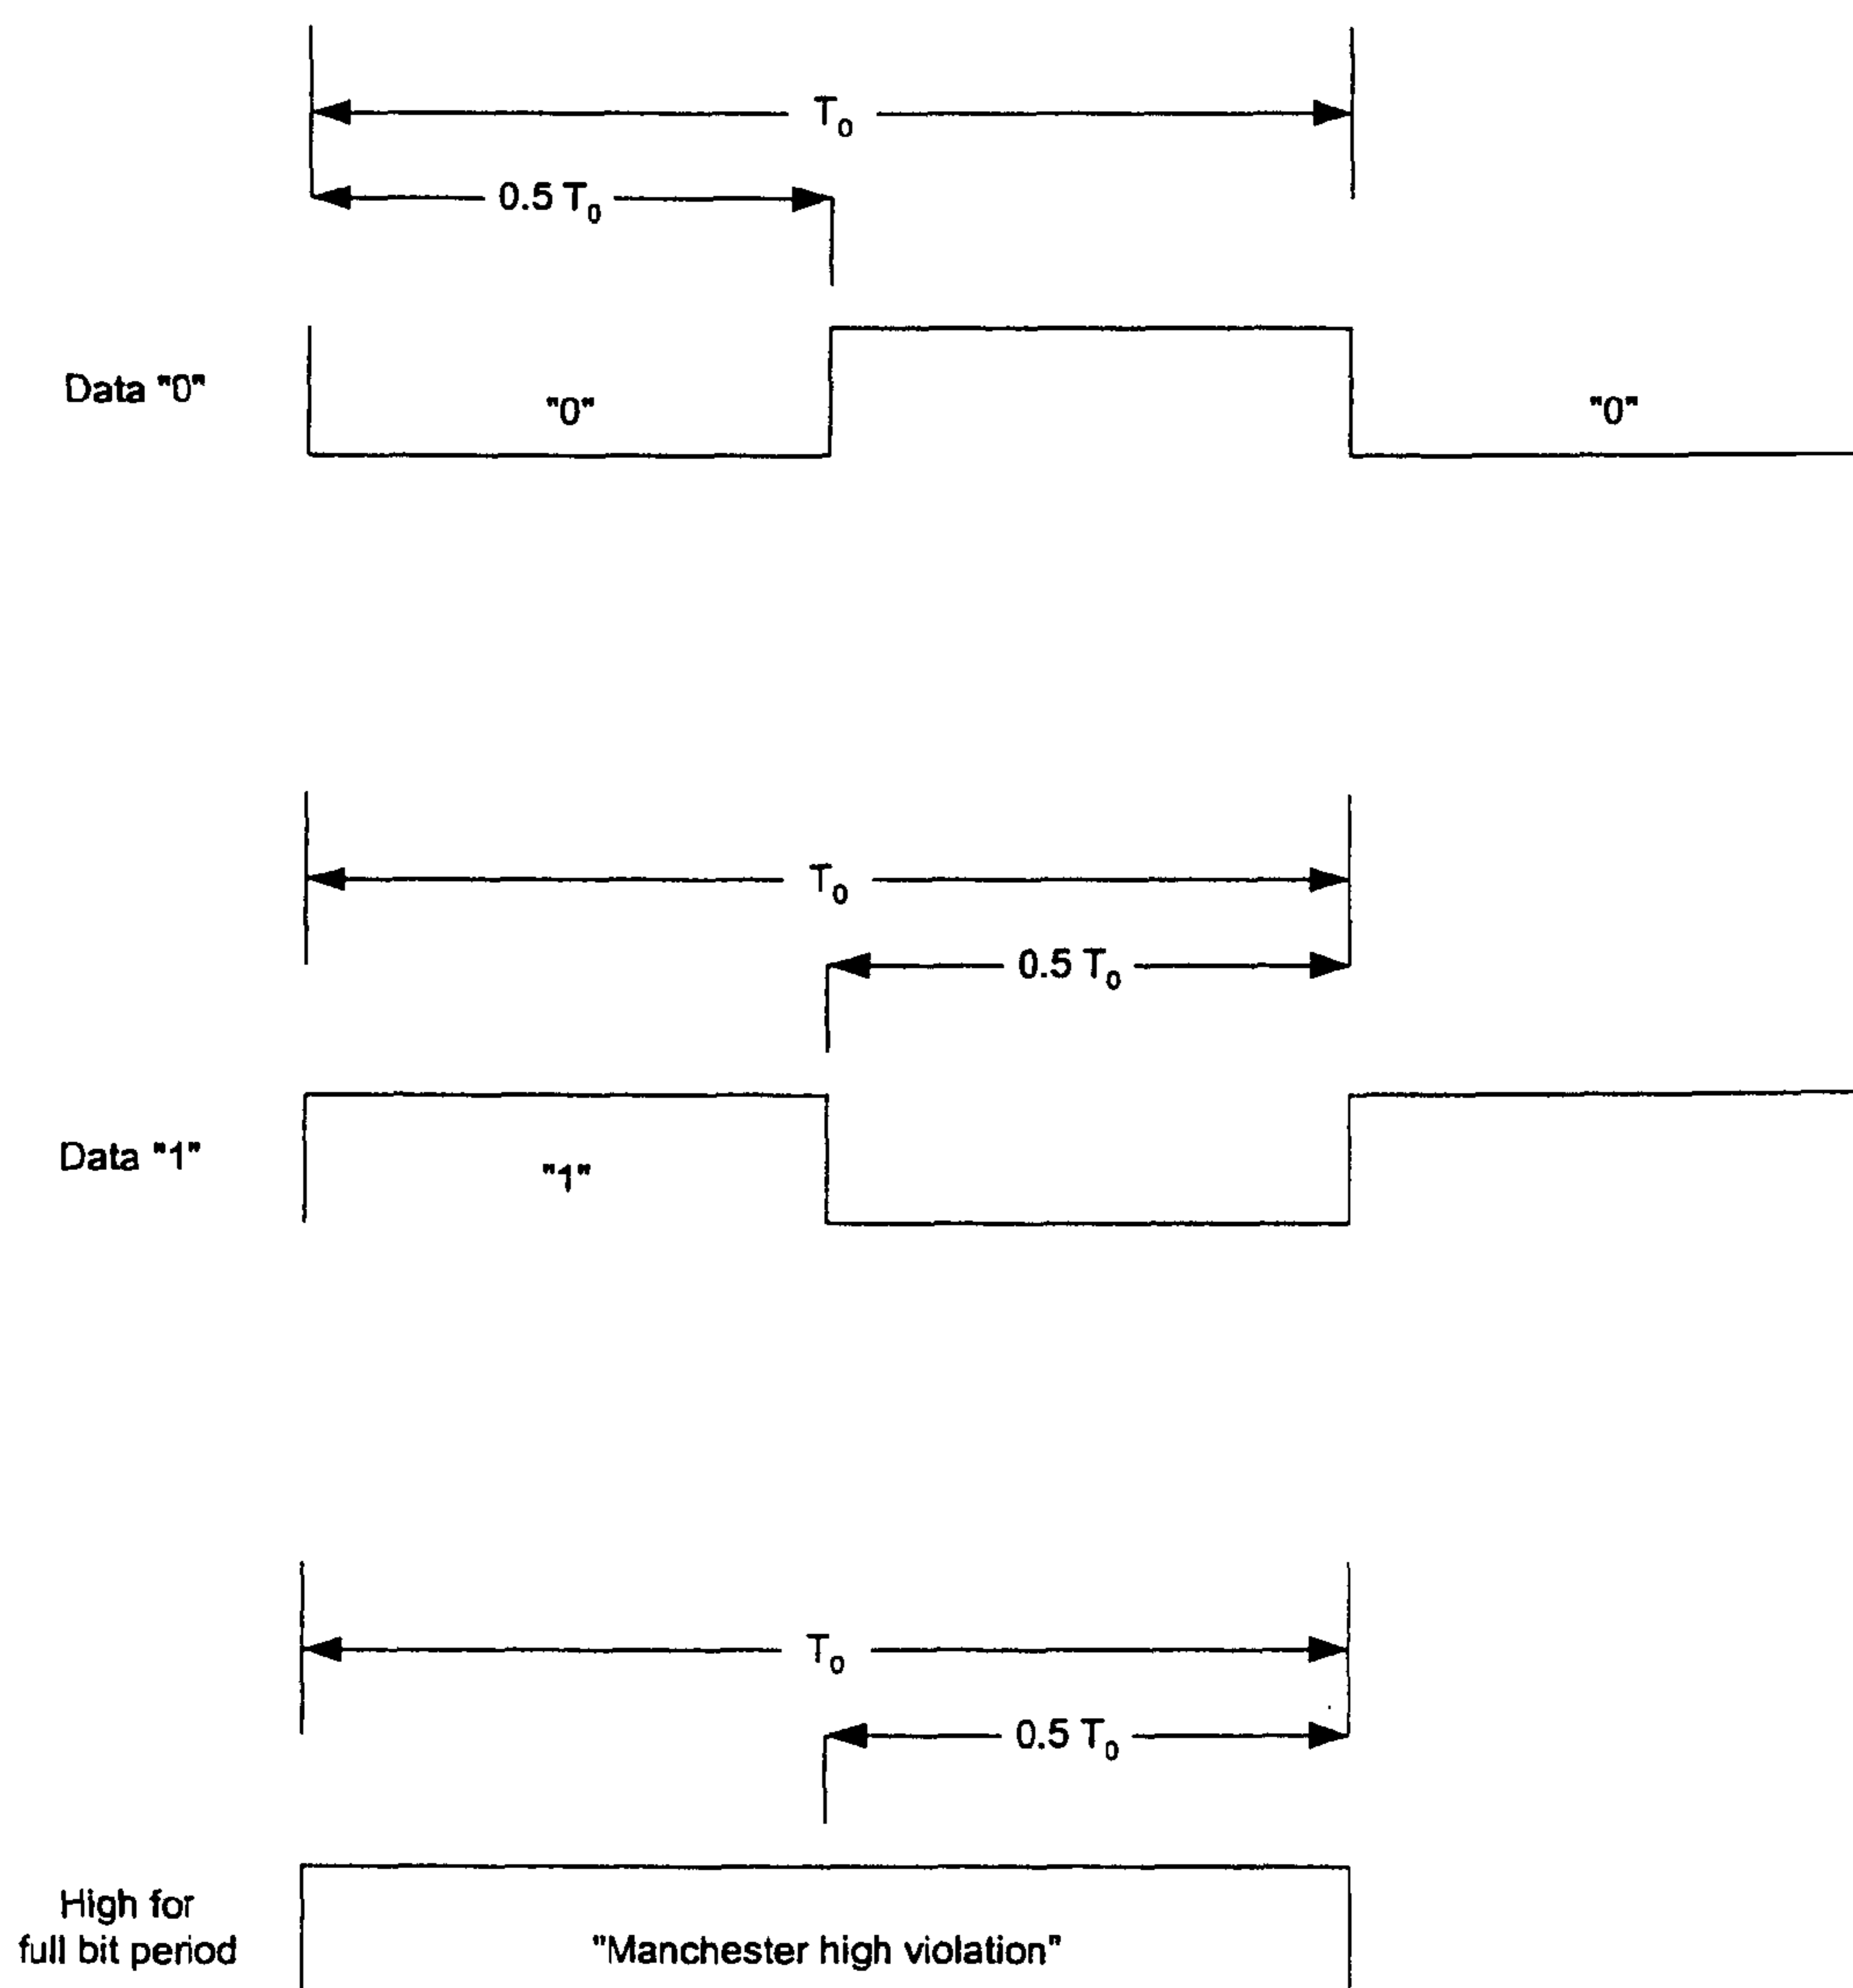 T₀
0.5 T₀
Data "0"
"0"
"0"
T₀
0.5 T₀
Data "1"
"1"
T₀
0.5 T₀
High for
full bit period
"Manchester high violation"